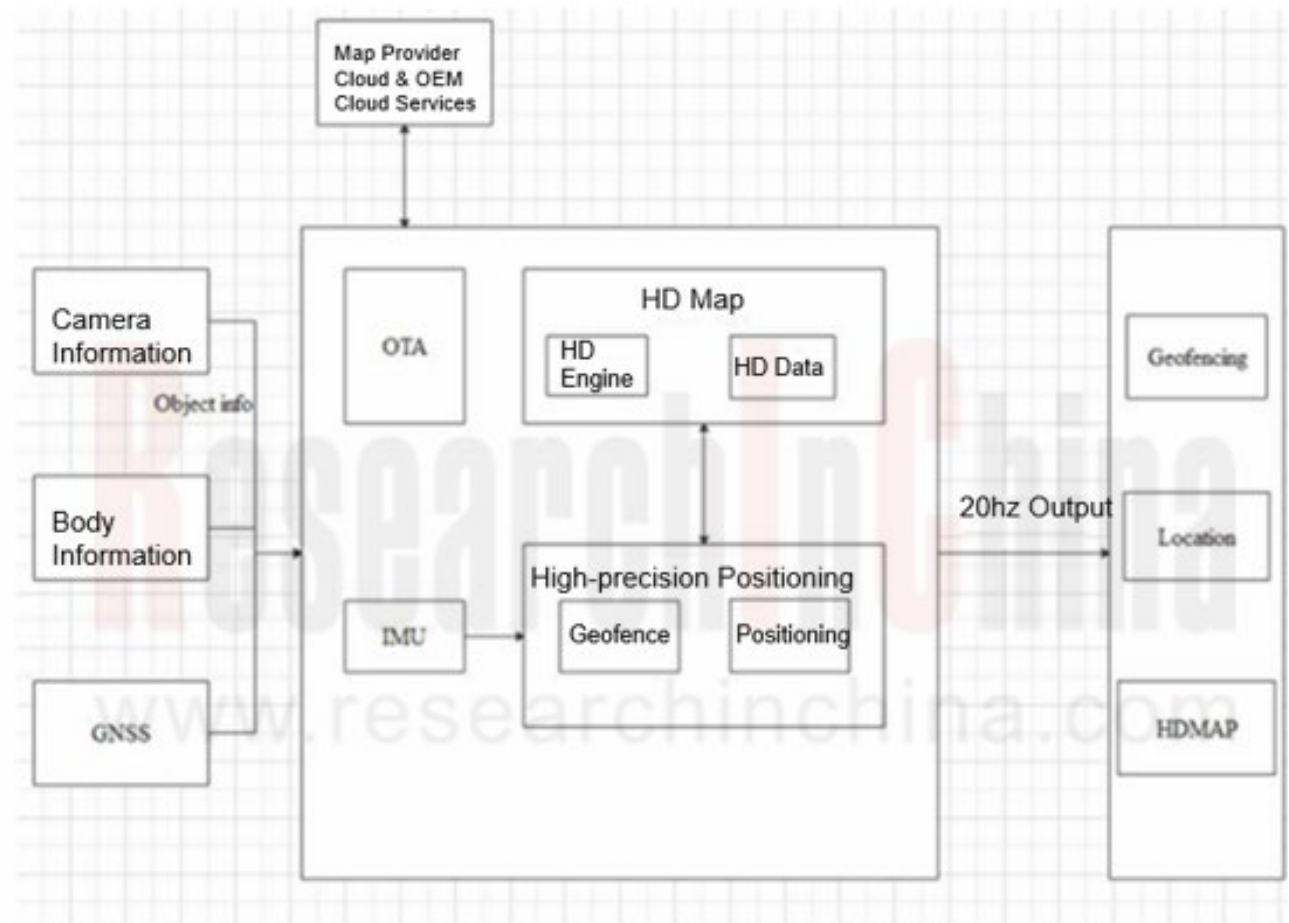 Map Provider
Cloud & OEM
Cloud Services
Camera
Information
Object info
Body
Information
GNSS
OTA
HD Map
HD
Engine
HD Data
High-precision Positioning
IMU
Geofence
Positioning
20hz Output
Geofencing
Location
HDMAP
ResearchInChina
www.researchinchina.com